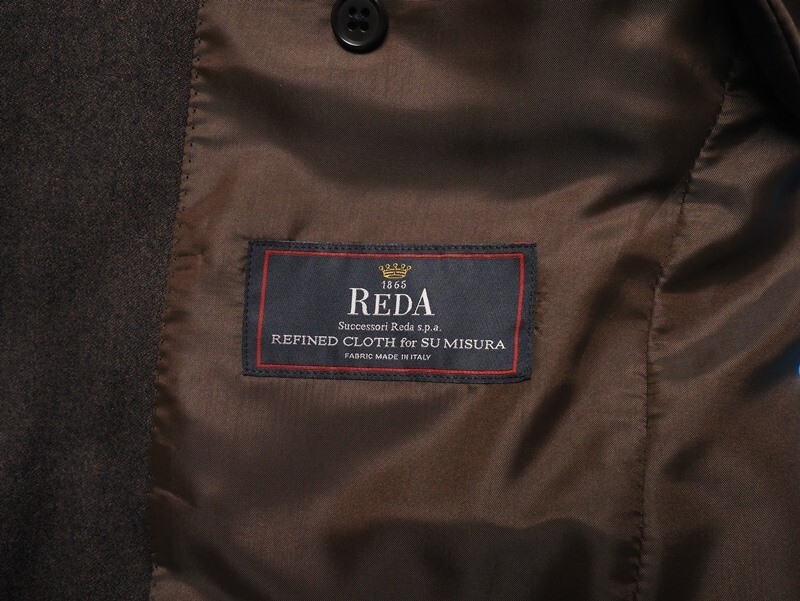 1865
REDA
Successori Reda s.p.a.
REFINED CLOTH for SU MISURA
FABRIC MADE IN ITALY